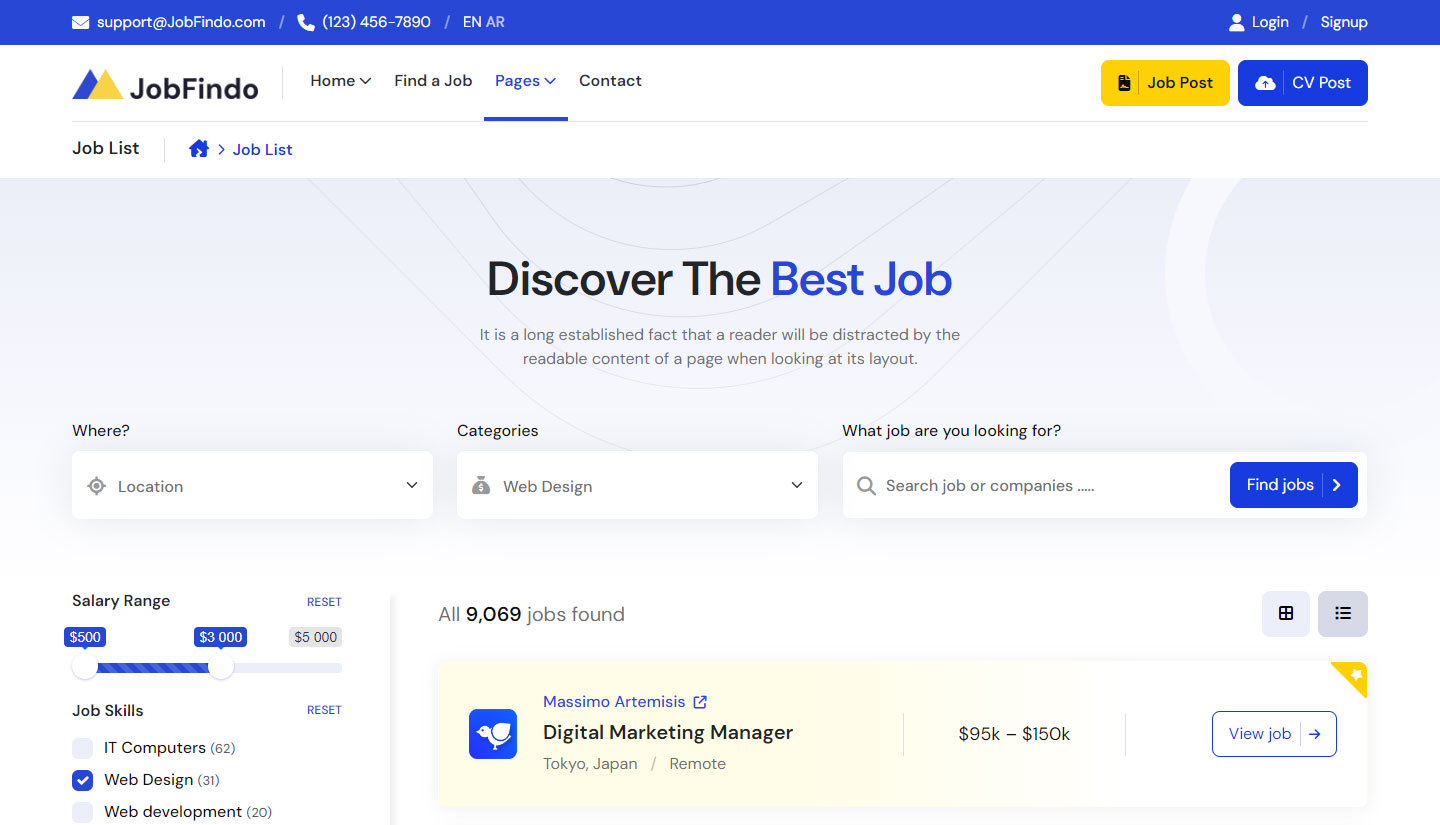 support@JobFindo.com / (123) 456-7890 / EN AR Login / Signup
JobFindo Home Find a Job Pages Contact Job Post CV Post
Job List Job List
Discover The Best Job
It is a long established fact that a reader will be distracted by the
readable content of a page when looking at its layout.
Where? Categories What job are you looking for?
Location Web Design Search job or companies ..... Find jobs
Salary Range RESET
$500 $3 000 $5 000
Job Skills RESET
IT Computers (62)
Web Design (31)
Web development (20)
All 9,069 jobs found
Massimo Artemisis
Digital Marketing Manager
Tokyo, Japan / Remote
$95k – $150k
View job